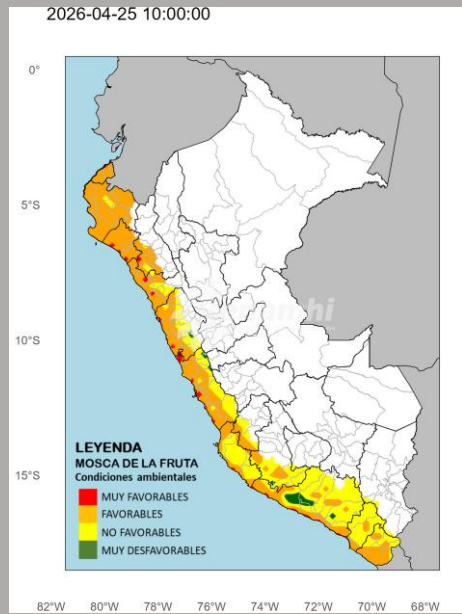 2026-04-25 10:00:00
0°
5°S
10°S
15°S
senamhi
LEYENDA
MOSCA DE LA FRUTA
Condiciones ambientales
MUY FAVORABLES
FAVORABLES
NO FAVORABLES
MUY DESFAVORABLES
82°W 80°W 78°W 76°W 74°W 72°W 70°W 68°W